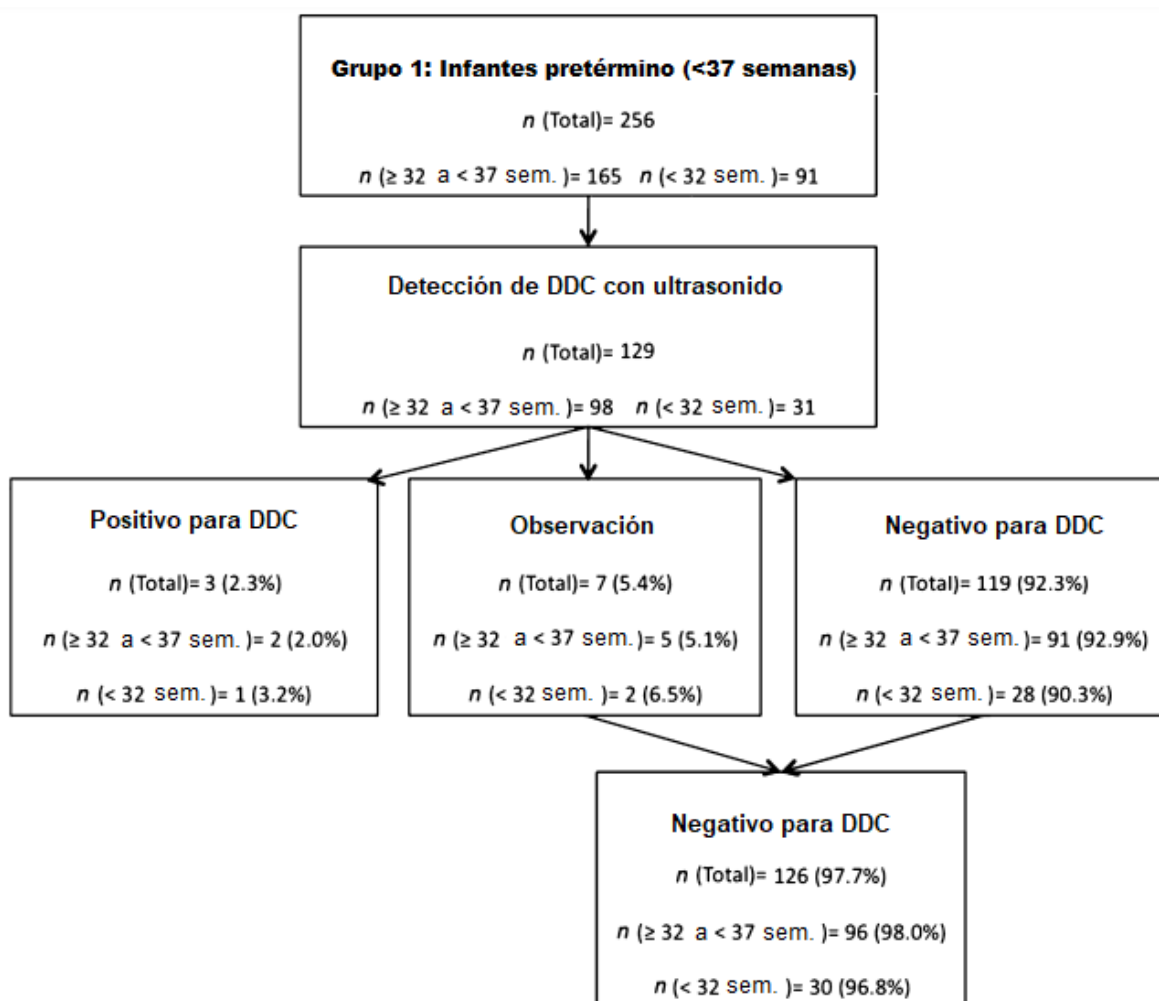 Grupo 1: Infantes pretérmino (<37 semanas)
n (Total)= 256
n (≥ 32 a < 37 sem. )= 165 n (< 32 sem. )= 91
Detección de DDC con ultrasonido
n (Total)= 129
n (≥ 32 a < 37 sem. )= 98 n (< 32 sem. )= 31
Positivo para DDC
n (Total)= 3 (2.3%)
n (≥ 32 a < 37 sem. )= 2 (2.0%)
n (< 32 sem. )= 1 (3.2%)
Observación
n (Total)= 7 (5.4%)
n (≥ 32 a < 37 sem. )= 5 (5.1%)
n (< 32 sem. )= 2 (6.5%)
Negativo para DDC
n (Total)= 119 (92.3%)
n (≥ 32 a < 37 sem. )= 91 (92.9%)
n (< 32 sem. )= 28 (90.3%)
Negativo para DDC
n (Total)= 126 (97.7%)
n (≥ 32 a < 37 sem. )= 96 (98.0%)
n (< 32 sem. )= 30 (96.8%)